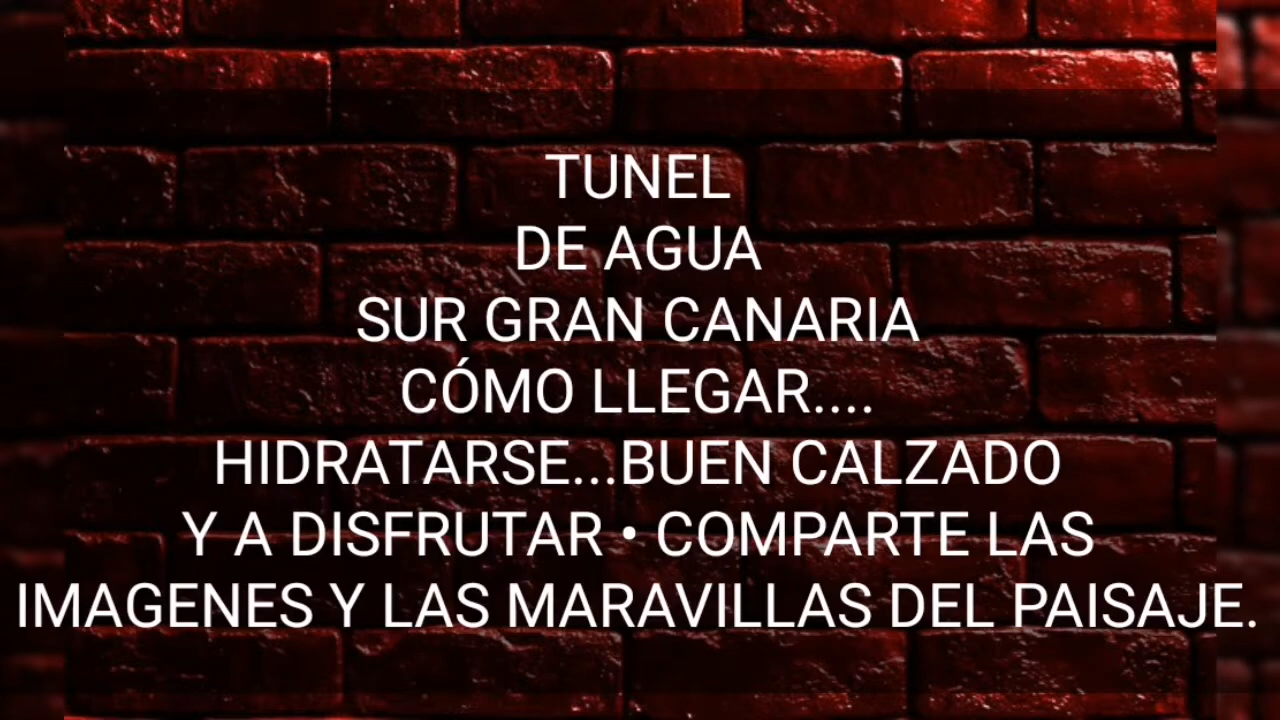 TUNEL
DE AGUA
SUR GRAN CANARIA
CÓMO LLEGAR....
HIDRATARSE...BUEN CALZADO
Y A DISFRUTAR • COMPARTE LAS
IMAGENES Y LAS MARAVILLAS DEL PAISAJE.